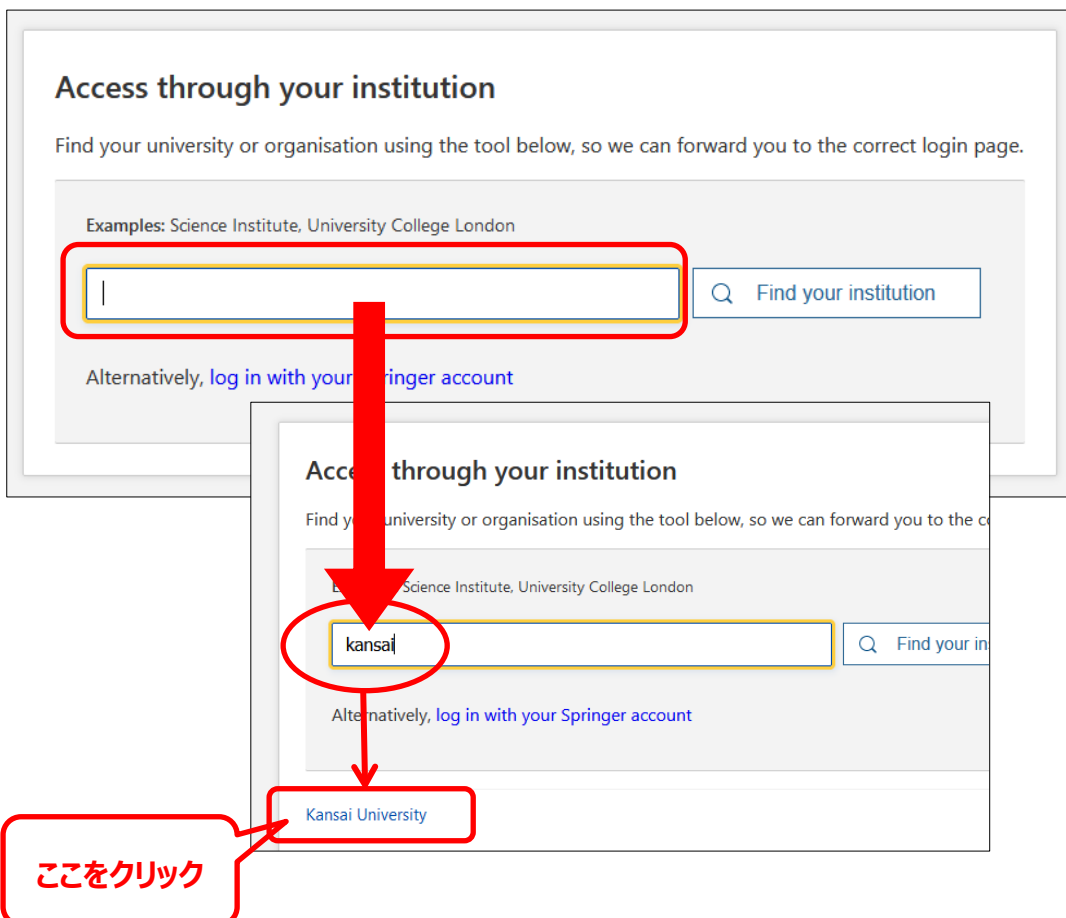 Access through your institution
Find your university or organisation using the tool below, so we can forward you to the correct login page.
Examples: Science Institute, University College London
Find your institution
Alternatively, log in with your ringer account
Access through your institution
Find university or organisation using the tool below, so we can forward you to the
Science Institute, University College London
kansai
Find your in
Alternatively, log in with your Springer account
Kansai University
ここをクリック